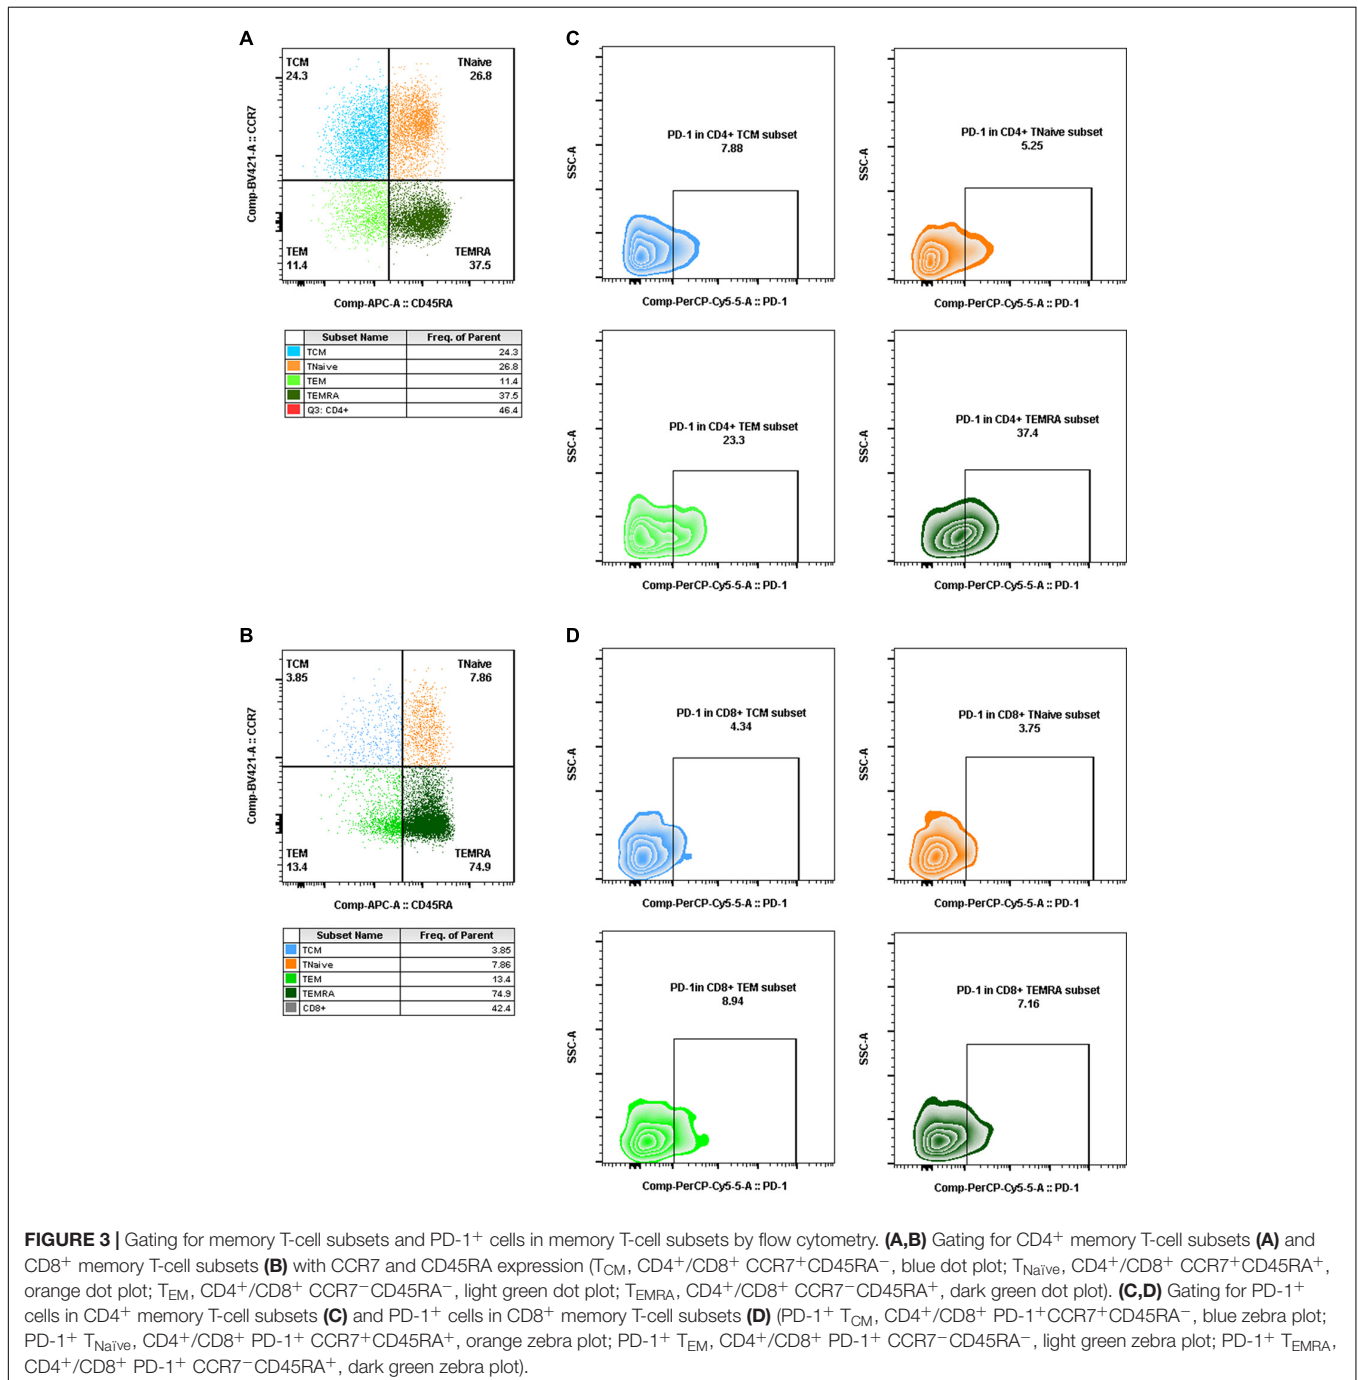 A
TCM
24.3
TNaive
26.8
TEM
11.4
TEMRA
37.5
Comp-BV421-A :: CCR7
Comp-APC-A :: CD45RA
Subset Name Freq. of Parent
TCM 24.3
TNaive 26.8
TEM 11.4
TEMRA 37.5
Q3: CD4+ 46.4
C
PD-1 in CD4+ TCM subset
7.88
SSC-A
Comp-PerCP-Cy5-5-A :: PD-1
PD-1 in CD4+ TNaive subset
5.25
SSC-A
Comp-PerCP-Cy5-5-A :: PD-1
PD-1 in CD4+ TEM subset
23.3
SSC-A
Comp-PerCP-Cy5-5-A :: PD-1
PD-1 in CD4+ TEMRA subset
37.4
SSC-A
Comp-PerCP-Cy5-5-A :: PD-1
B
TCM
3.85
TNaive
7.86
TEM
13.4
TEMRA
74.9
Comp-BV421-A :: CCR7
Comp-APC-A :: CD45RA
Subset Name Freq. of Parent
TCM 3.85
TNaive 7.86
TEM 13.4
TEMRA 74.9
CD8+ 42.4
D
PD-1 in CD8+ TCM subset
4.34
SSC-A
Comp-PerCP-Cy5-5-A :: PD-1
PD-1 in CD8+ TNaive subset
3.75
SSC-A
Comp-PerCP-Cy5-5-A :: PD-1
PD-1in CD8+ TEM subset
8.94
SSC-A
Comp-PerCP-Cy5-5-A :: PD-1
PD-1 in CD8+ TEMRA subset
7.16
SSC-A
Comp-PerCP-Cy5-5-A :: PD-1
FIGURE 3 | Gating for memory T-cell subsets and PD-1⁺ cells in memory T-cell subsets by flow cytometry. (A,B) Gating for CD4⁺ memory T-cell subsets (A) and
CD8⁺ memory T-cell subsets (B) with CCR7 and CD45RA expression (TCM, CD4⁺/CD8⁺ CCR7⁺CD45RA⁻, blue dot plot; TNaïve, CD4⁺/CD8⁺ CCR7⁺CD45RA⁺,
orange dot plot; TEM, CD4⁺/CD8⁺ CCR7⁻CD45RA⁻, light green dot plot; TEMRA, CD4⁺/CD8⁺ CCR7⁻CD45RA⁺, dark green dot plot). (C,D) Gating for PD-1⁺
cells in CD4⁺ memory T-cell subsets (C) and PD-1⁺ cells in CD8⁺ memory T-cell subsets (D) (PD-1⁺ TCM, CD4⁺/CD8⁺ PD-1⁺CCR7⁺CD45RA⁻, blue zebra plot;
PD-1⁺ TNaïve, CD4⁺/CD8⁺ PD-1⁺ CCR7⁺CD45RA⁺, orange zebra plot; PD-1⁺ TEM, CD4⁺/CD8⁺ PD-1⁺ CCR7⁻CD45RA⁻, light green zebra plot; PD-1⁺ TEMRA,
CD4⁺/CD8⁺ PD-1⁺ CCR7⁻CD45RA⁺, dark green zebra plot).